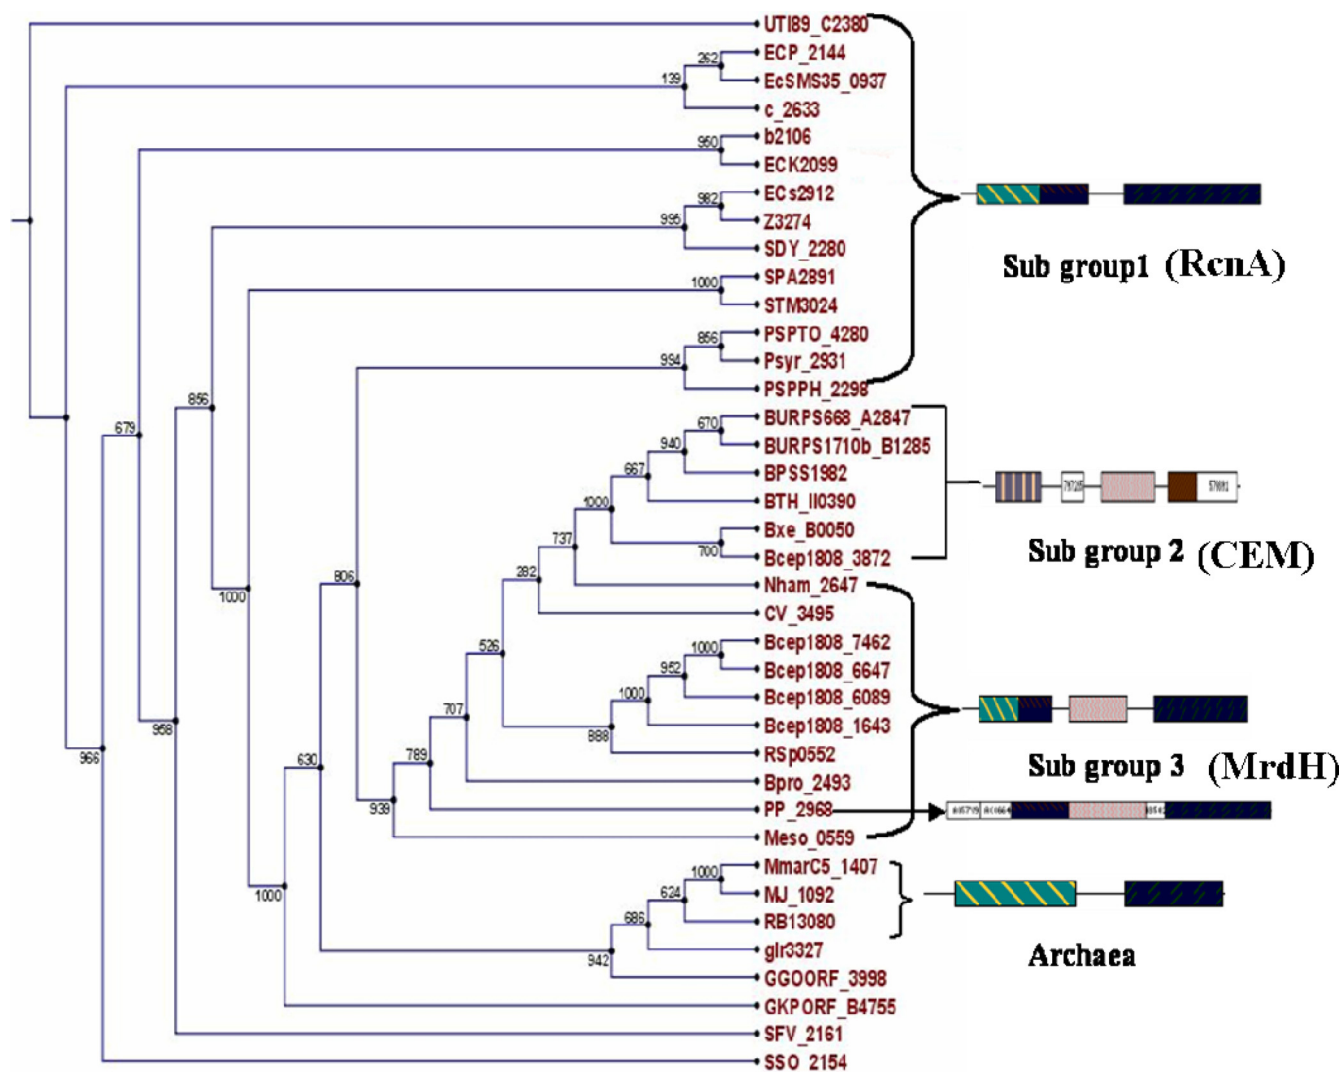 UTI89_C2380
ECP_2144
262
EcSMS35_0937
139
c_2633
b2106
950
ECK2099
ECs2912
982
Z3274
995
SDY_2280
SPA2891
1000
STM3024
Sub group1 (RcnA)
PSPTO_4280
856
Psyr_2931
994
PSPPH_2298
856
BURPS668_A2847
670
679
BURPS1710b_B1285
940
BPSS1982
667
BTH_II0390
1000
Bxe_B0050
737
700
Bcep1808_3872
Sub group 2 (CEM)
282
806
Nham_2647
1000
CV_3495
Bcep1808_7462
1000
526
Bcep1808_6647
952
Bcep1808_6089
1000
707
Bcep1808_1643
958
888
RSp0552
966
789
630
Sub group 3 (MrdH)
Bpro_2493
939
PP_2968
Meso_0559
MmarC5_1407
1000
MJ_1092
1000
624
RB13080
686
glr3327
942
Archaea
GGOORF_3998
GKPORF_B4755
SFV_2161
SSO_2154